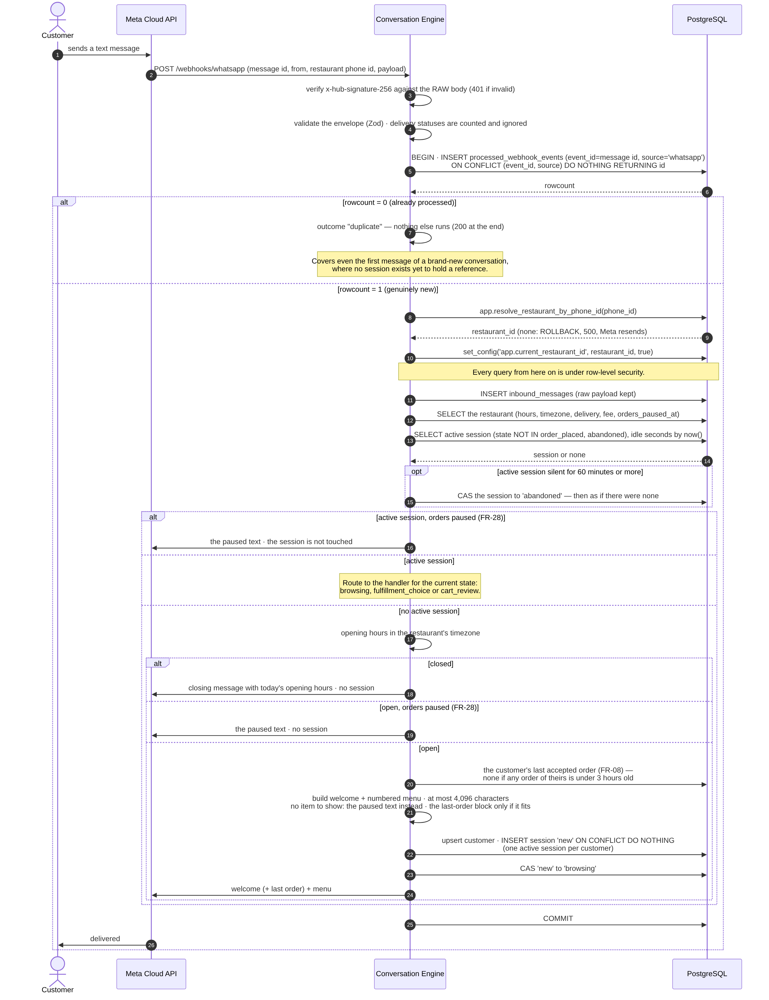 Customer
Meta Cloud API
Conversation Engine
PostgreSQL
1
sends a text message
2
POST /webhooks/whatsapp (message id, from, restaurant phone id, payload)
verify x-hub-signature-256 against the RAW body (401 if invalid)
3
validate the envelope (Zod) · delivery statuses are counted and ignored
4
BEGIN · INSERT processed_webhook_events (event_id=message id, source='whatsapp')
ON CONFLICT (event_id, source) DO NOTHING RETURNING id
5
rowcount
6
alt
[rowcount = 0 (already processed)]
outcome "duplicate" — nothing else runs (200 at the end)
7
Covers even the first message of a brand-new conversation,
where no session exists yet to hold a reference.
[rowcount = 1 (genuinely new)]
app.resolve_restaurant_by_phone_id(phone_id)
8
restaurant_id (none: ROLLBACK, 500, Meta resends)
9
set_config('app.current_restaurant_id', restaurant_id, true)
10
Every query from here on is under row-level security.
INSERT inbound_messages (raw payload kept)
11
SELECT the restaurant (hours, timezone, delivery, fee, orders_paused_at)
12
SELECT active session (state NOT IN order_placed, abandoned), idle seconds by now()
13
session or none
14
opt
[active session silent for 60 minutes or more]
CAS the session to 'abandoned' — then as if there were none
15
alt
[active session, orders paused (FR-28)]
the paused text · the session is not touched
16
[active session]
Route to the handler for the current state:
browsing, fulfillment_choice or cart_review.
[no active session]
opening hours in the restaurant's timezone
17
alt
[closed]
closing message with today's opening hours · no session
18
[open, orders paused (FR-28)]
the paused text · no session
19
[open]
the customer's last accepted order (FR-08) —
none if any order of theirs is under 3 hours old
20
build welcome + numbered menu · at most 4,096 characters
no item to show: the paused text instead · the last-order block only if it fits
21
upsert customer · INSERT session 'new' ON CONFLICT DO NOTHING
(one active session per customer)
22
CAS 'new' to 'browsing'
23
welcome (+ last order) + menu
24
COMMIT
25
delivered
26
Customer
Meta Cloud API
Conversation Engine
PostgreSQL